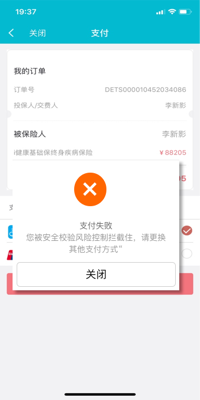 19:37
关闭
支付
我的订单
订单号
DETS000010452034086
投保人/交费人
李新影
被保险人
李新影
/健康基础保终身疾病保险
￥88205
支付失败
您被安全校验风险控制拦截住，请更换
其他支付方式"
关闭